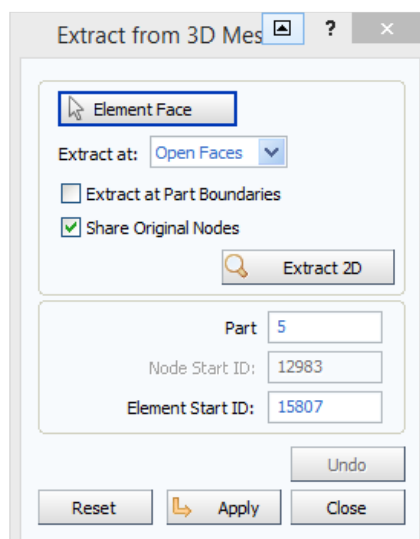 Extract from 3D Mes
?
Element Face
Extract at: Open Faces
Extract at Part Boundaries
Share Original Nodes
Extract 2D
Part 5
Node Start ID: 12983
Element Start ID: 15807
Undo
Reset Apply Close